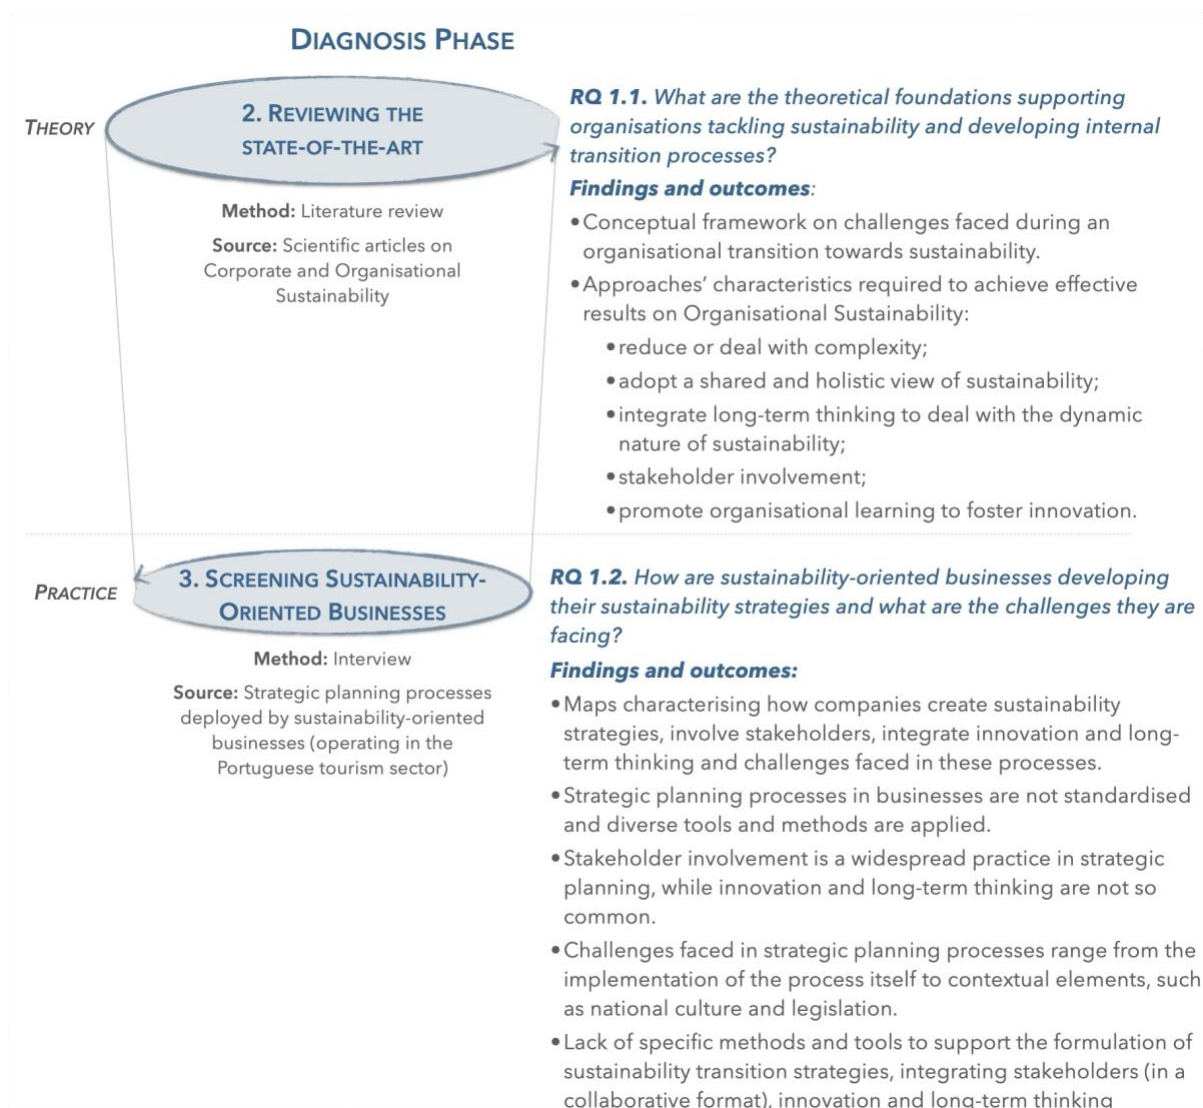 DIAGNOSIS PHASE
THEORY
2. REVIEWING THE
STATE-OF-THE-ART
Method: Literature review
Source: Scientific articles on
Corporate and Organisational
Sustainability
RQ 1.1. What are the theoretical foundations supporting
organisations tackling sustainability and developing internal
transition processes?
Findings and outcomes:
•Conceptual framework on challenges faced during an
organisational transition towards sustainability.
•Approaches’ characteristics required to achieve effective
results on Organisational Sustainability:
•reduce or deal with complexity;
•adopt a shared and holistic view of sustainability;
•integrate long-term thinking to deal with the dynamic
nature of sustainability;
•stakeholder involvement;
•promote organisational learning to foster innovation.
PRACTICE
3. SCREENING SUSTAINABILITY-
ORIENTED BUSINESSES
Method: Interview
Source: Strategic planning processes
deployed by sustainability-oriented
businesses (operating in the
Portuguese tourism sector)
RQ 1.2. How are sustainability-oriented businesses developing
their sustainability strategies and what are the challenges they are
facing?
Findings and outcomes:
•Maps characterising how companies create sustainability
strategies, involve stakeholders, integrate innovation and long-
term thinking and challenges faced in these processes.
•Strategic planning processes in businesses are not standardised
and diverse tools and methods are applied.
•Stakeholder involvement is a widespread practice in strategic
planning, while innovation and long-term thinking are not so
common.
•Challenges faced in strategic planning processes range from the
implementation of the process itself to contextual elements, such
as national culture and legislation.
•Lack of specific methods and tools to support the formulation of
sustainability transition strategies, integrating stakeholders (in a
collaborative format), innovation and long-term thinking